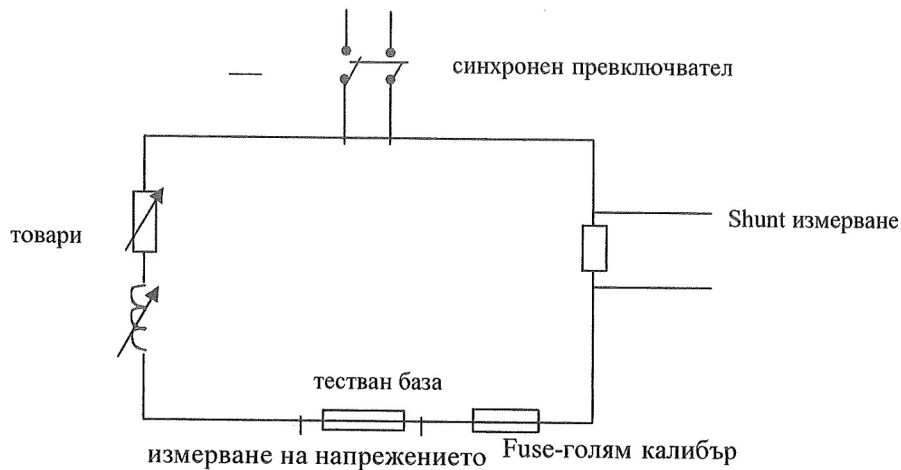 синхронен превключвател
товари
Shunt измерване
тестван база
измерване на напрежението
Fuse-голям калибър